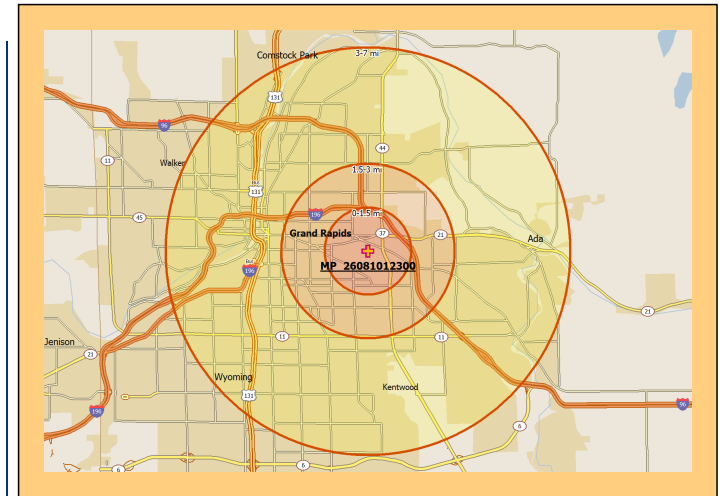 Comstock Park
3-7 mi
131
96
44
11
Walker
1.5-3 mi
131
196
0-1.5 mi
45
37
21
Grand Rapids
Ada
MP_26081012300
196
21
11
11
Jenison
21
Wyoming
Kentwood
131
96
196
6
6
6